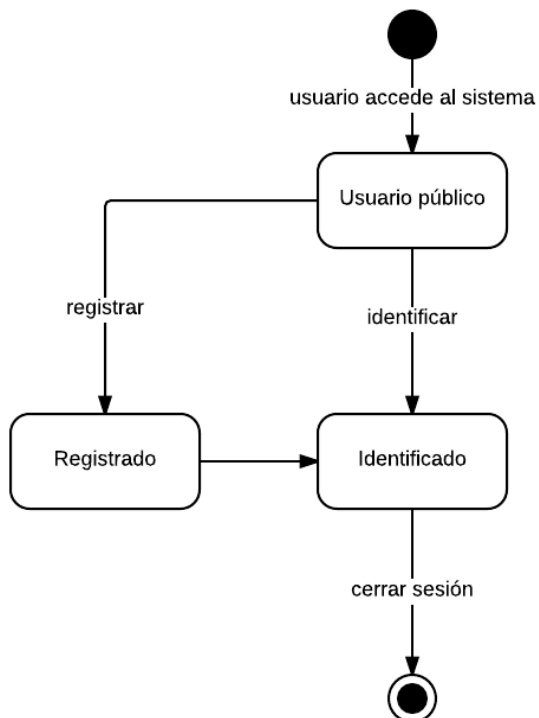 usuario accede al sistema
Usuario público
registrar
identificar
Registrado
Identificado
cerrar sesión